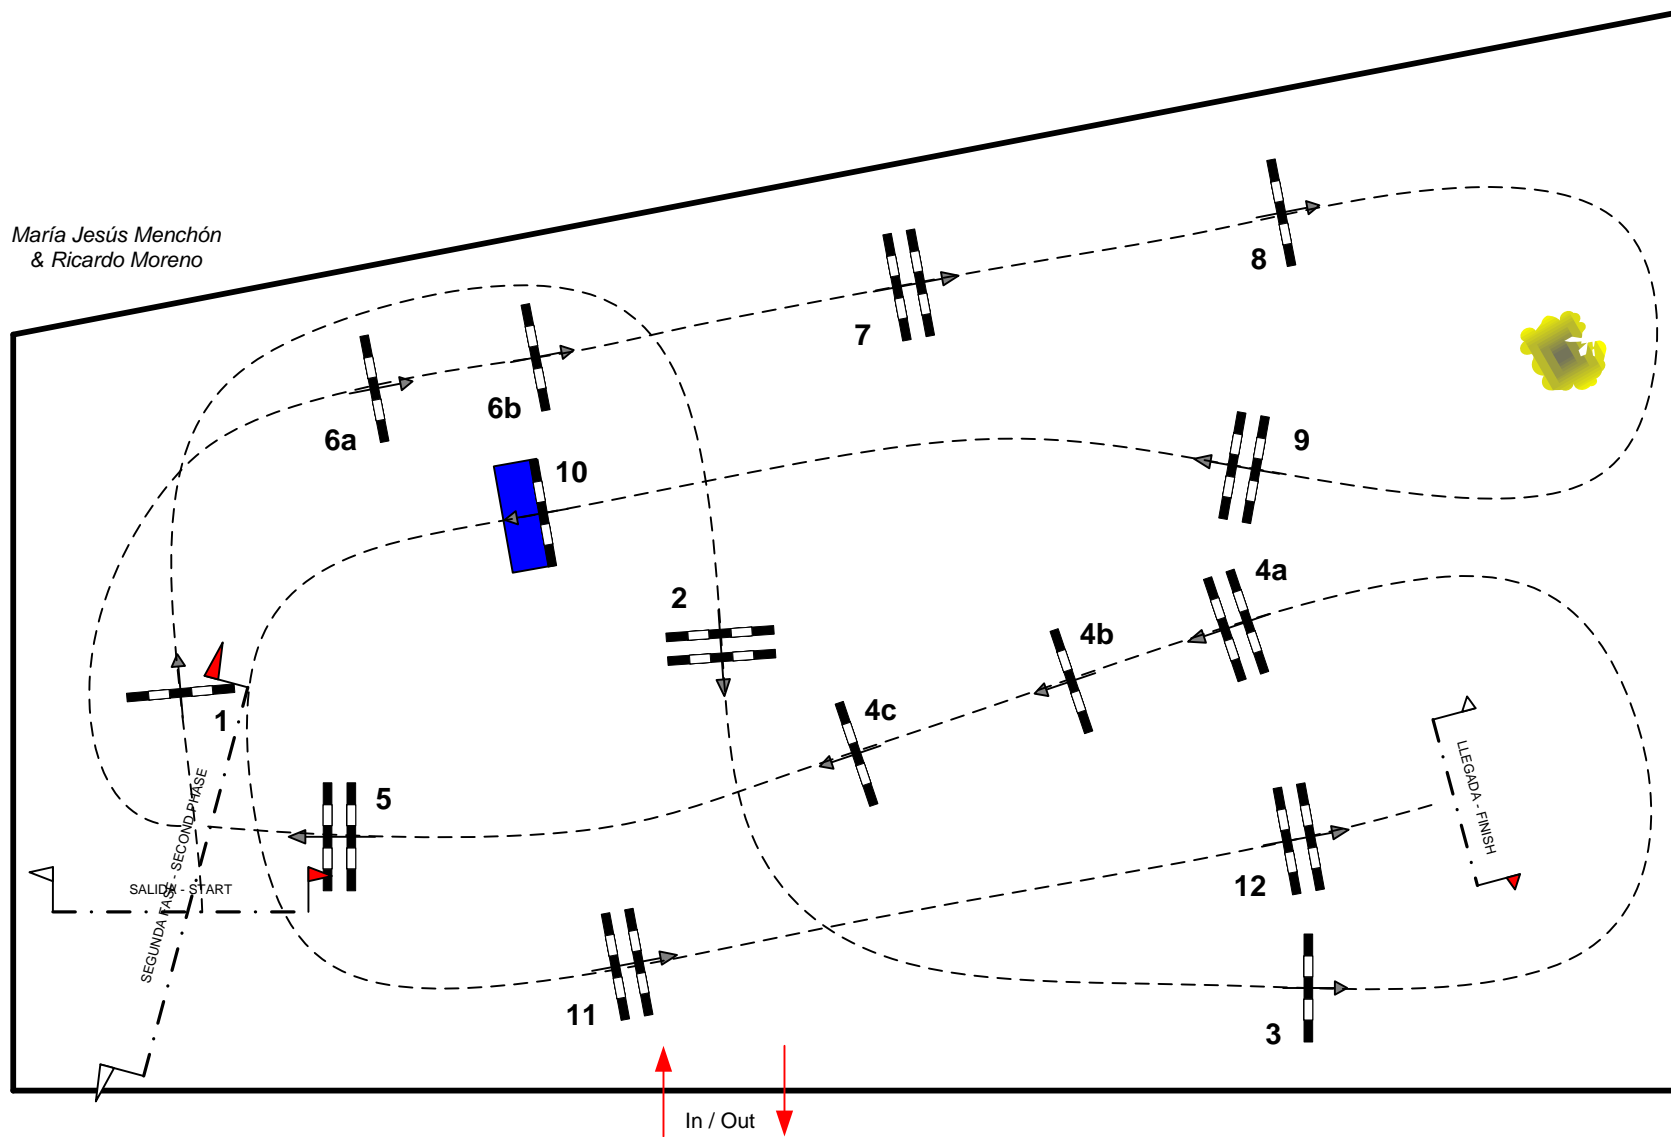 María Jesús Menchón
& Ricardo Moreno
8
7
6b
6a
9
10
4a
2
4b
4c
1
5
LLEGADA - FINISH
SEGUNDA FASE - SECOND PHASE
SALIDA - START
12
11
3
In / Out